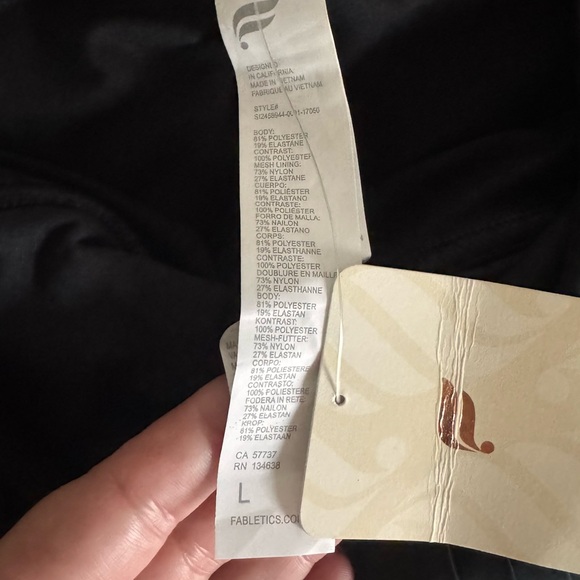 DESIGNED
IN CALIFORNIA
MADE IN VIETNAM
FABRIQUE AU VIETNAM
STYLE#
BODY:
81% POLYESTER
19% ELASTANE
CONTRAST:
100% POLYESTER
MESH LINING:
73% NYLON
27% ELASTANE
CUERPO:
81% POLIÉSTER
19% ELASTANO
CONTRASTE:
100% POLIÉSTER
FORRO DE MALLA:
73% NAILON
27% ELASTANO
CORPS:
81% POLYESTER
19% ELASTHANNE
CONTRASTE:
100% POLYESTER
DOUBLURE EN MAILLE
73% NYLON
27% ELASTHANNE
BODY:
81% POLYESTER
19% ELASTAN
KONTRAST:
100% POLYESTER
MESH-FUTTER:
73% NYLON
27% ELASTAN
CORPO:
81% POLIESTERE
19% ELASTAN
CONTRASTO:
100% POLIESTERE
FODERA IN RETE
73% NAILON
27% ELASTAN
KROP:
81% POLYESTER
19% ELASTAAN
CA 57737
RN 134638
L
FABLETICS.CO